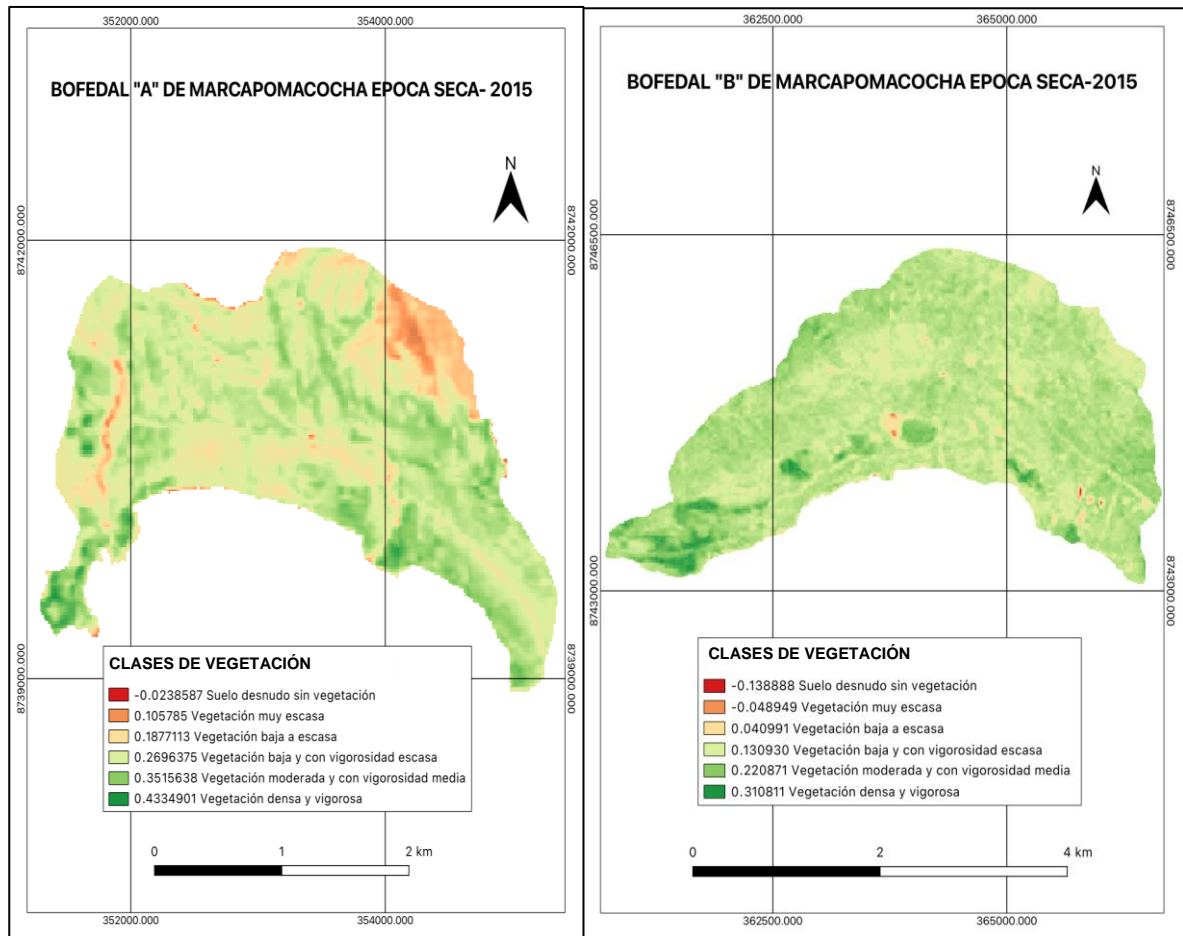 352000.000 354000.000
BOFEDAL "A" DE MARCAPOMACOCHA EPOCA SECA- 2015
N
8742000.000 8742000.000
8739000.000 8739000.000
CLASES DE VEGETACIÓN
-0.0238587 Suelo desnudo sin vegetación
0.105785 Vegetación muy escasa
0.1877113 Vegetación baja a escasa
0.2696375 Vegetación baja y con vigorosidad escasa
0.3515638 Vegetación moderada y con vigorosidad media
0.4334901 Vegetación densa y vigorosa
0 1 2 km
352000.000 354000.000
362500.000 365000.000
BOFEDAL "B" DE MARCAPOMACOCHA EPOCA SECA-2015
N
8746500.000 8746500.000
8743000.000 8743000.000
CLASES DE VEGETACIÓN
-0.138888 Suelo desnudo sin vegetación
-0.048949 Vegetación muy escasa
0.040991 Vegetación baja a escasa
0.130930 Vegetación baja y con vigorosidad escasa
0.220871 Vegetación moderada y con vigorosidad media
0.310811 Vegetación densa y vigorosa
0 2 4 km
362500.000 365000.000